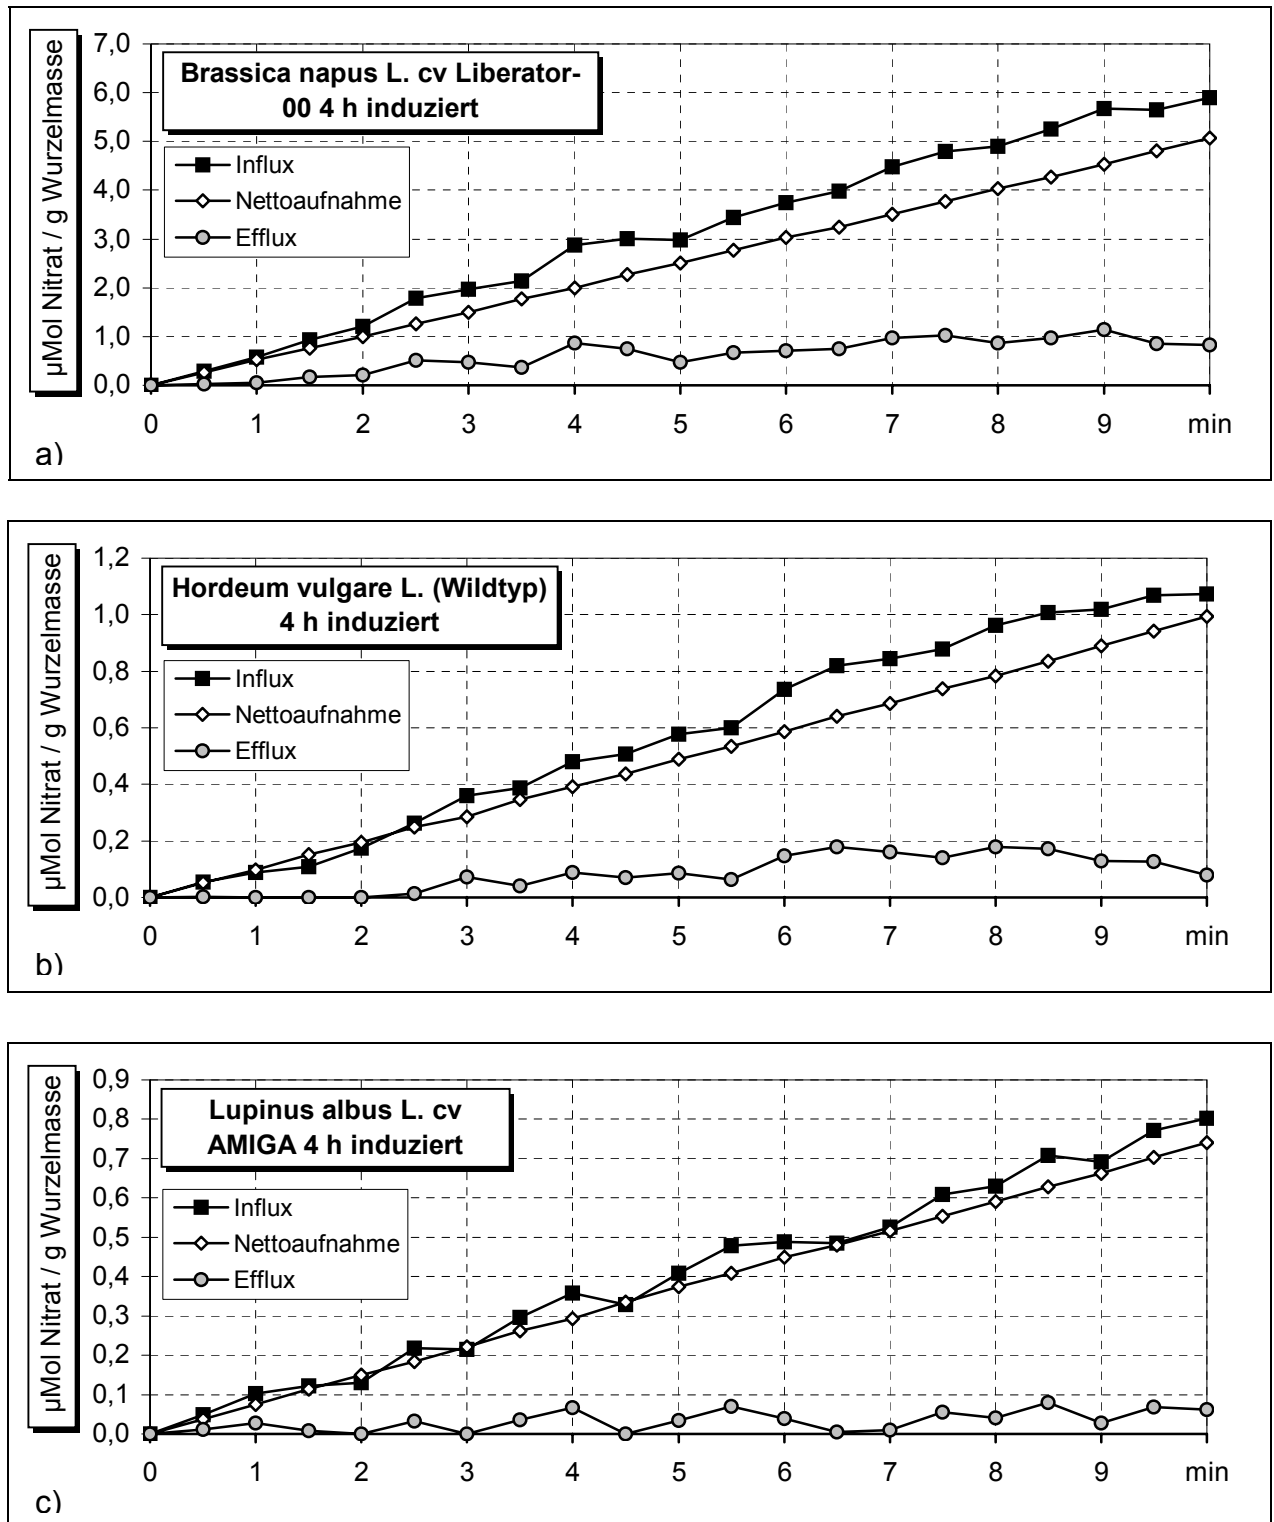 µMol Nitrat / g Wurzelmasse
7,0
6,0
5,0
4,0
3,0
2,0
1,0
0,0
Brassica napus L. cv Liberator-
00 4 h induziert
Influx
Nettoaufnahme
Efflux
0 1 2 3 4 5 6 7 8 9 min
a)
µMol Nitrat / g Wurzelmasse
1,2
1,0
0,8
0,6
0,4
0,2
0,0
Hordeum vulgare L. (Wildtyp)
4 h induziert
Influx
Nettoaufnahme
Efflux
0 1 2 3 4 5 6 7 8 9 min
b)
µMol Nitrat / g Wurzelmasse
0,9
0,8
0,7
0,6
0,5
0,4
0,3
0,2
0,1
0,0
Lupinus albus L. cv
AMIGA 4 h induziert
Influx
Nettoaufnahme
Efflux
0 1 2 3 4 5 6 7 8 9 min
c)